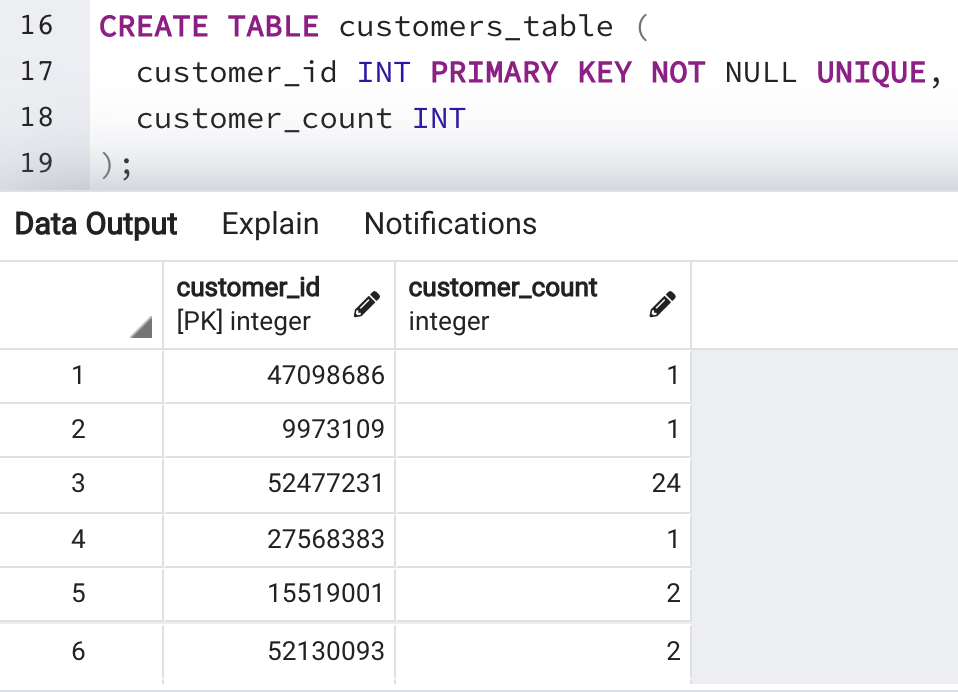 16 CREATE TABLE customers_table (
17 customer_id INT PRIMARY KEY NOT NULL UNIQUE,
18 customer_count INT
19 );
Data Output Explain Notifications
customer_id customer_count
[PK] integer integer
1 47098686 1
2 9973109 1
3 52477231 24
4 27568383 1
5 15519001 2
6 52130093 2